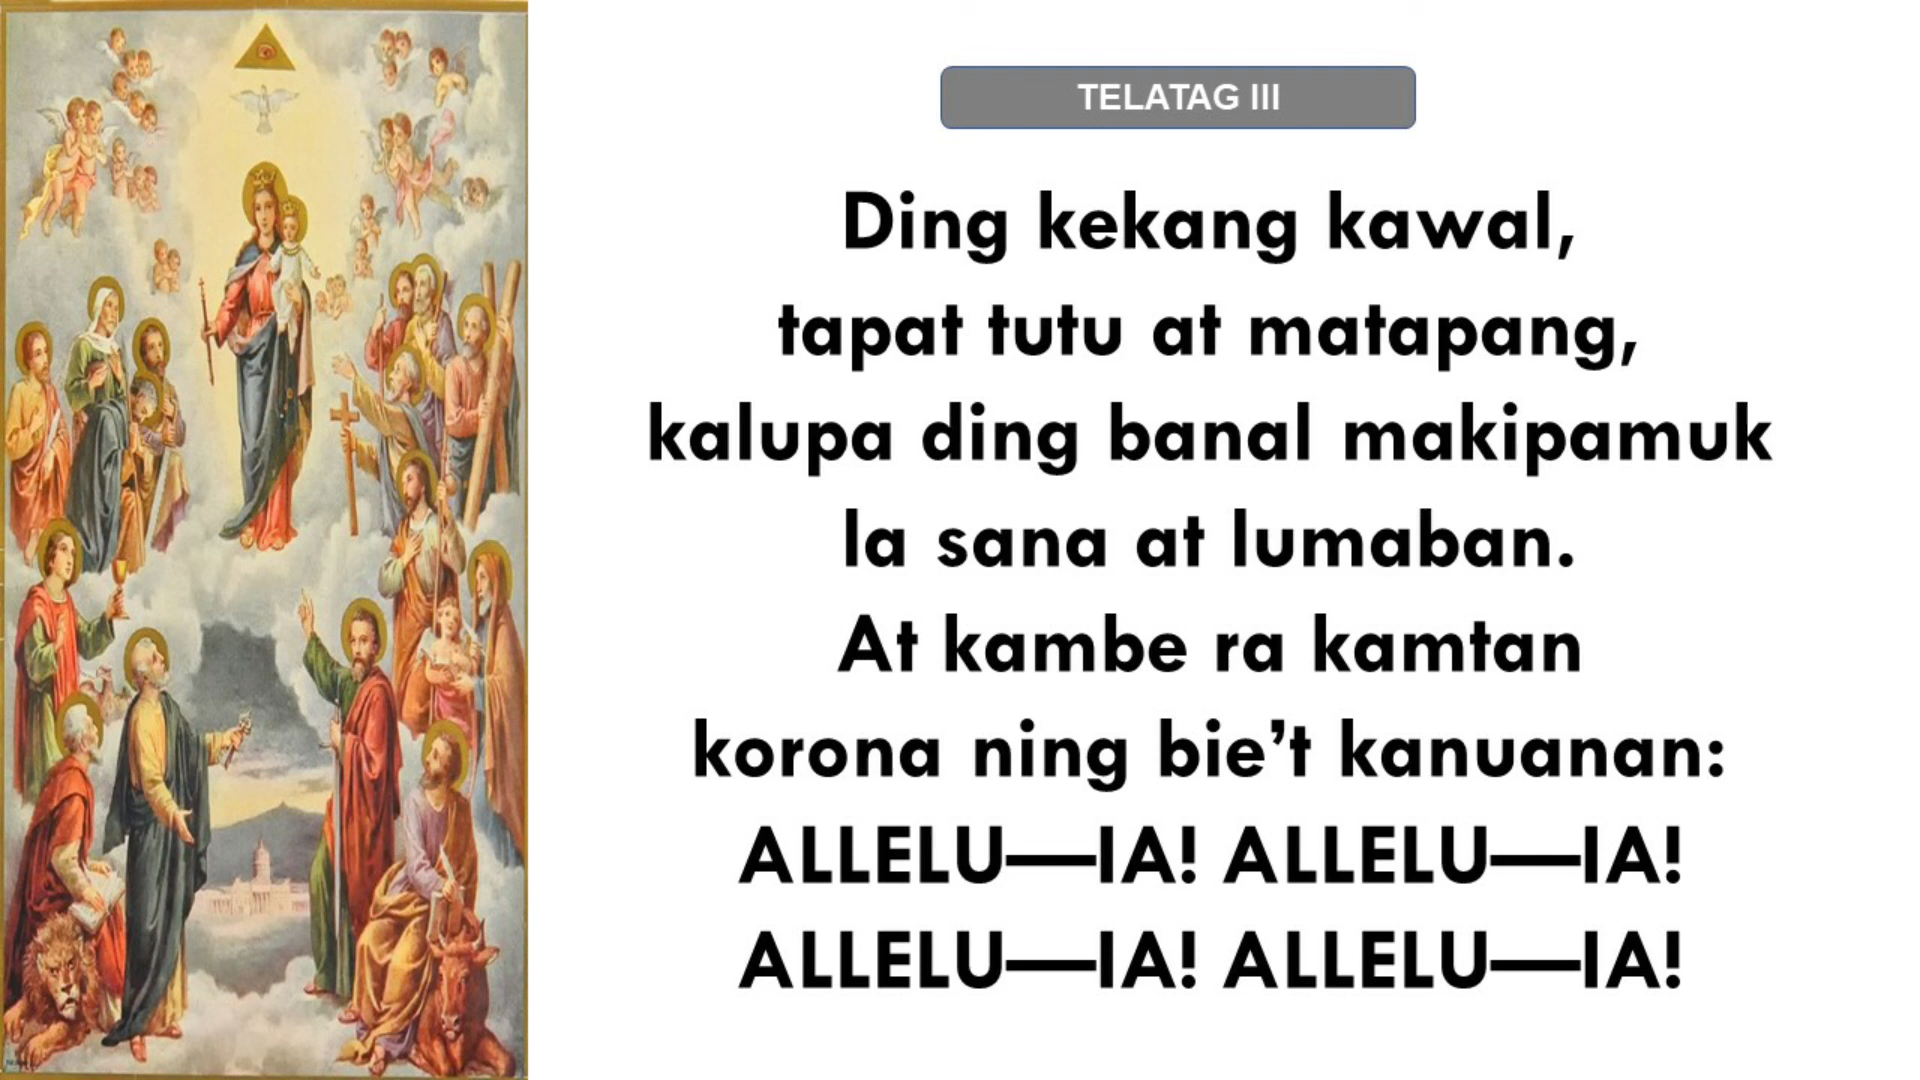 TELATAG III
Ding kekang kawal,
tapat tutu at matapang,
kalupa ding banal makipamuk
la sana at lumaban.
At kambe ra kamtan
korona ning bie’t kanuanan:
ALLELU—IA! ALLELU—IA!
ALLELU—IA! ALLELU—IA!